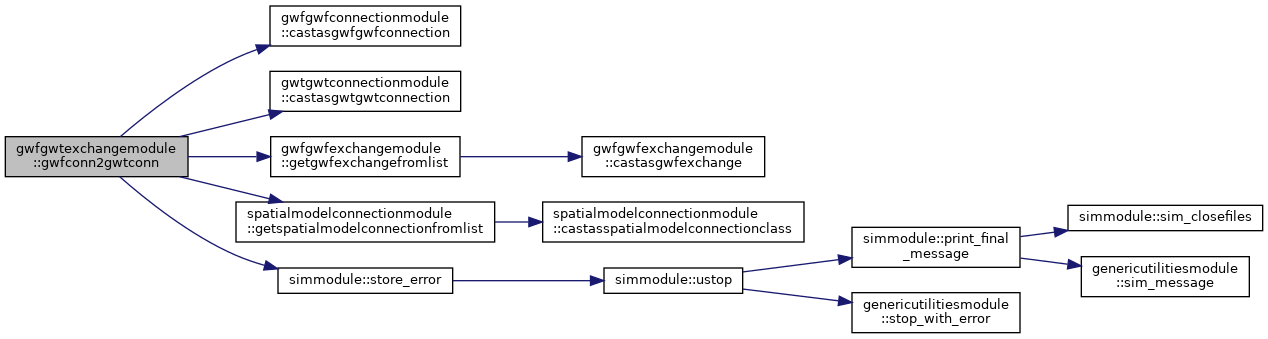 gwfgwfconnectionmodule
::castasgwfgwfconnection
gwtgwtconnectionmodule
::castasgwtgwtconnection
gwfgwtexchangemodule
::gwfconn2gwtconn
gwfgwfexchangemodule
::getgwfexchangefromlist
gwfgwfexchangemodule
::castasgwfexchange
spatialmodelconnectionmodule
::getspatialmodelconnectionfromlist
spatialmodelconnectionmodule
::castasspatialmodelconnectionclass
simmodule::store_error
simmodule::ustop
simmodule::print_final
_message
simmodule::sim_closefiles
genericutilitiesmodule
::sim_message
genericutilitiesmodule
::stop_with_error